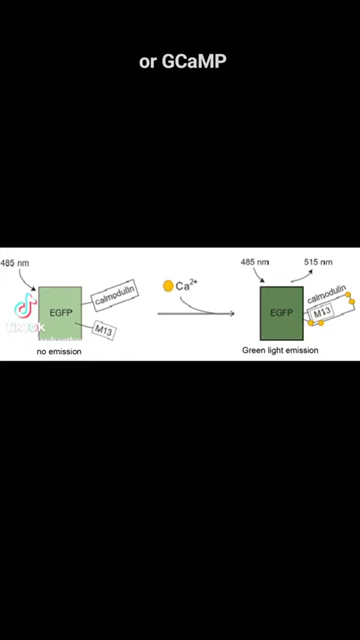 or GCaMP
485 nm
EGFP
calmodulin
M13
no emission
Ca²⁺
485 nm
515 nm
EGFP
calmodulin
M13
Green light emission
TikTok